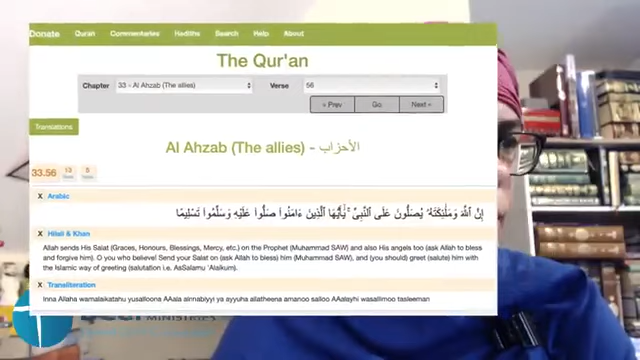 Donate Quran Commentaries Hadiths Search Help About
The Qur'an
Chapter 33 - Al Ahzab (The allies) Verse 56
« Prev Go. Next »
Translations
Al Ahzab (The allies) - الأحزاب
33.56 13 5
X Arabic
إِنَّ ٱللَّهَ وَمَلَٰٓئِكَتَهُۥ يُصَلُّونَ عَلَى ٱلنَّبِىِّ ۚ يَٰٓأَيُّهَا ٱلَّذِينَ ءَامَنُوا۟ صَلُّوا۟ عَلَيْهِ وَسَلِّمُوا۟ تَسْلِيمًا
X Hilali & Khan
Allah sends His Salat (Graces, Honours, Blessings, Mercy, etc.) on the Prophet (Muhammad SAW) and also His angels too (ask Allah to bless
and forgive him). O you who believe! Send your Salat on (ask Allah to bless) him (Muhammad SAW), and (you should) greet (salute) him with
the Islamic way of greeting (salutation i.e. AsSalamu 'Alaikum).
X Transliteration
Inna Allaha wamalaikatahu yusalloona AAala alnnabiyyi ya ayyuha allatheena amanoo salloo AAalayhi wasallimoo tasleeman
MINISTRIES